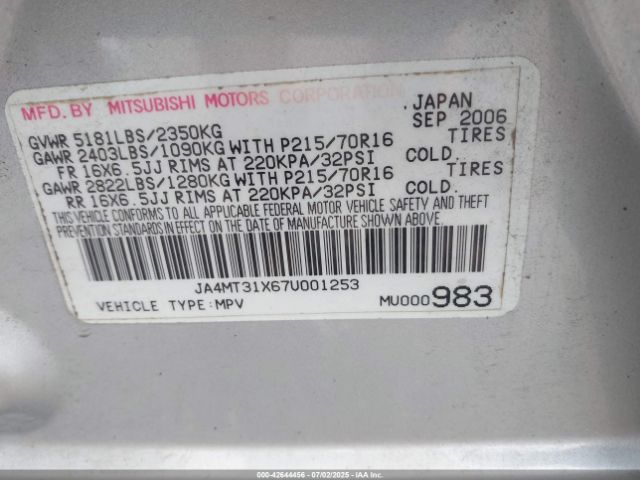 MFD. BY MITSUBISHI MOTORS CORPORATION, JAPAN
GVWR 5181LBS/2350KG SEP 2006
GAWR 2403LBS/1090KG WITH P215/70R16 TIRES
FR 16X6.5JJ RIMS AT 220KPA/32PSI COLD.
GAWR 2822LBS/1280KG WITH P215/70R16 TIRES
RR 16X6.5JJ RIMS AT 220KPA/32PSI COLD.
THIS VEHICLE CONFORMS TO ALL APPLICABLE FEDERAL MOTOR VEHICLE SAFETY AND THEFT
PREVENTION STANDARDS IN EFFECT ON THE DATE OF MANUFACTURE SHOWN ABOVE.
JA4MT31X67U001253
VEHICLE TYPE:MPV MU000983
000-42644456 - 07/02/2025 - IAA Inc.